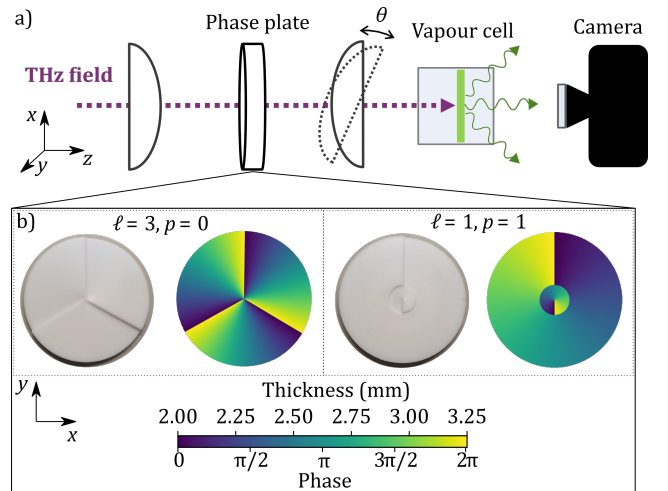 a)
Phase plate
θ
Vapour cell
Camera
THz field
x
y
z
b)
ℓ = 3, p = 0
ℓ = 1, p = 1
y
x
Thickness (mm)
2.00 2.25 2.50 2.75 3.00 3.25
0 π/2 π 3π/2 2π
Phase